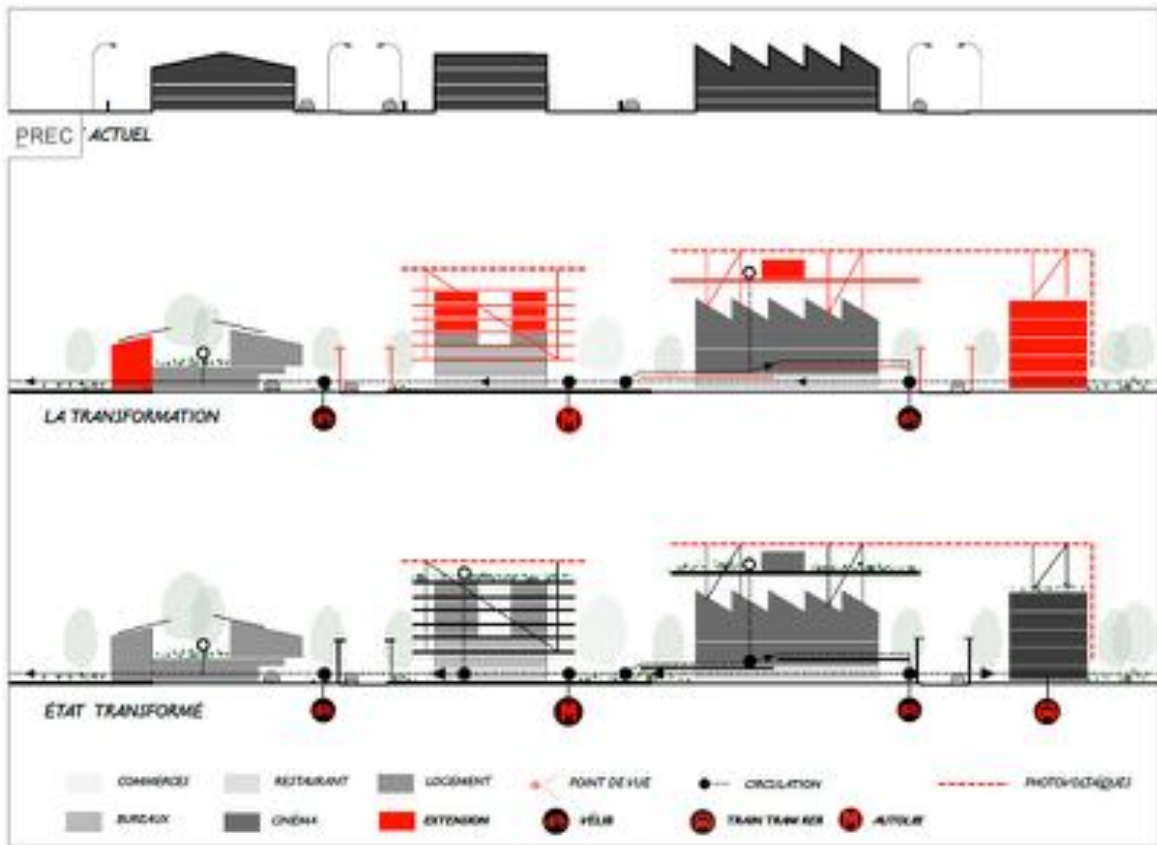 PREC
'ACTUEL
LA TRANSFORMATION
M
ÉTAT TRANSFORMÉ
M
COMMERCES
RESTAURANT
LOGEMENT
POINT DE VUE
CIRCULATION
PHOTOVOLTAÏQUES
BUREAUX
CINÉMA
EXTENSION
VÉLIB
TRAIN TRAM RER
M
AUTOLIB